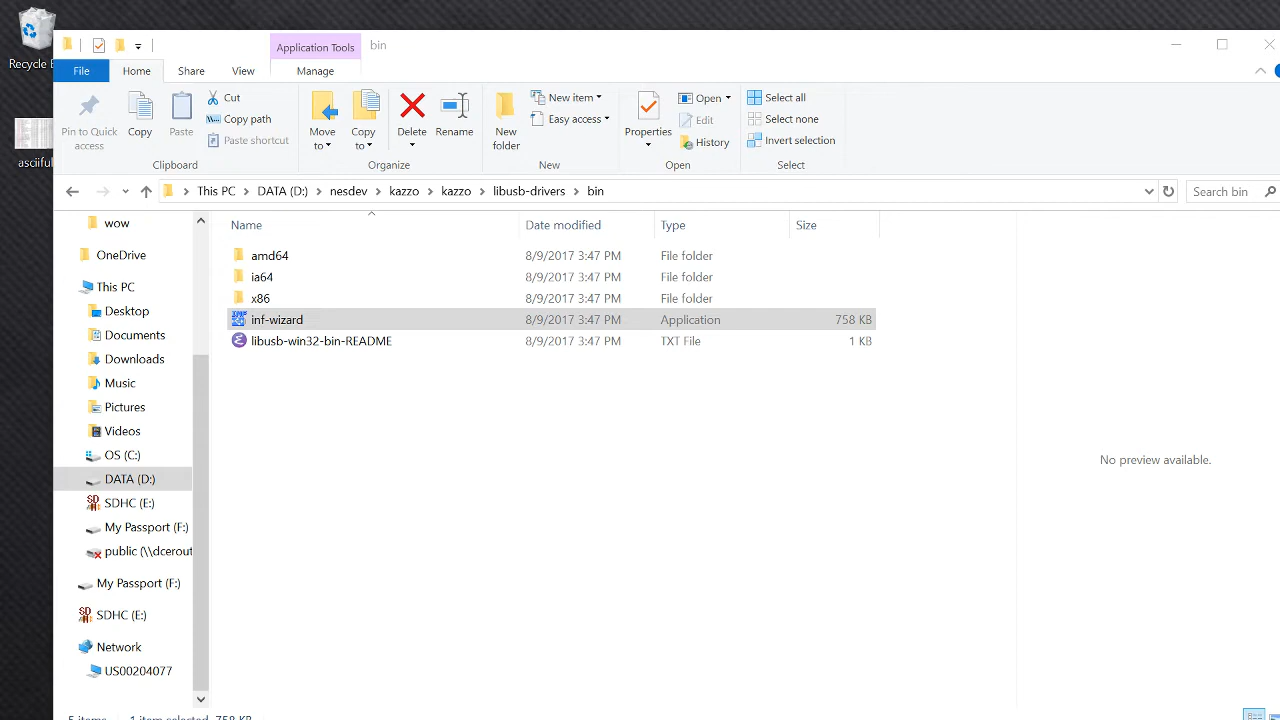 Recycle B
asciiful
Application Tools
bin
File
Home
Share
View
Manage
Pin to Quick access
Copy
Paste
Cut
Copy path
Paste shortcut
Clipboard
Move to
Copy to
Delete
Rename
Organize
New folder
New item
Easy access
New
Properties
Open
Edit
History
Open
Select all
Select none
Invert selection
Select
This PC
DATA (D:)
nesdev
kazzo
kazzo
libusb-drivers
bin
Search bin
Name
Date modified
Type
Size
amd64 8/9/2017 3:47 PM File folder
ia64 8/9/2017 3:47 PM File folder
x86 8/9/2017 3:47 PM File folder
inf-wizard 8/9/2017 3:47 PM Application 758 KB
libusb-win32-bin-README 8/9/2017 3:47 PM TXT File 1 KB
wow
OneDrive
This PC
Desktop
Documents
Downloads
Music
Pictures
Videos
OS (C:)
DATA (D:)
SDHC (E:)
My Passport (F:)
public (\\dcerout
My Passport (F:)
SDHC (E:)
Network
US00204077
No preview available.
5 items
1 item selected 758 KB